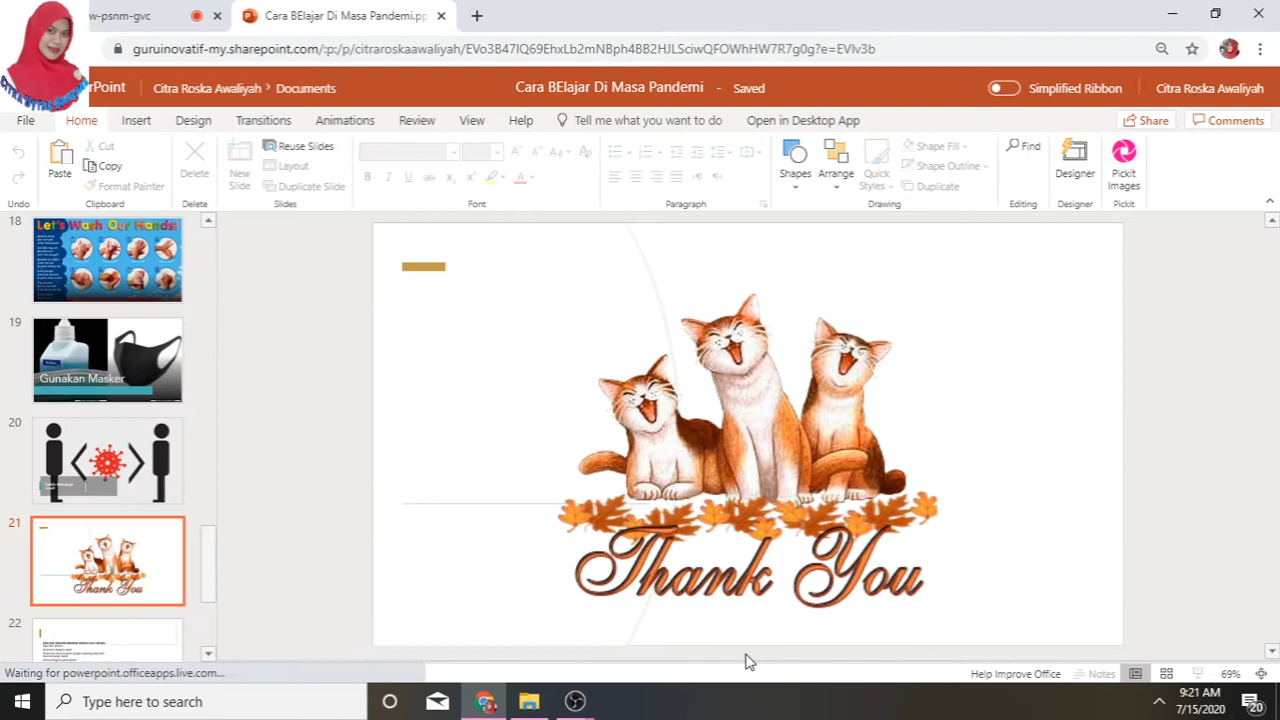 w-psnm-gvc
Cara BElajar Di Masa Pandemi.pp
guruinovatif-my.sharepoint.com/:p:/p/citraroskaawaliyah/EVo3B47IQ69EhxLb2mNBph4BB2HJLSciwQFOWhHW7R7g0g?e=EVlv3b
Point
Citra Roska Awaliyah > Documents
Cara BElajar Di Masa Pandemi - Saved
Simplified Ribbon
Citra Roska Awaliyah
File Home Insert Design Transitions Animations Review View Help Tell me what you want to do Open in Desktop App Share Comments
Undo
Paste
Cut
Copy
Format Painter
Clipboard
Delete
Delete
New Slide
Reuse Slides
Layout
Duplicate Slide
Slides
Font
Paragraph
Shapes
Arrange
Quick Styles
Shape Fill
Shape Outline
Duplicate
Drawing
Find
Editing
Designer
Designer
Pickit Images
Pickit
18
Let's Wash Our Hands!
19
Gunakan Masker
20
21
Thank You
22
Thank You
Waiting for powerpoint.officeapps.live.com...
Help Improve Office
Notes
69%
Type here to search
9:21 AM
7/15/2020
20